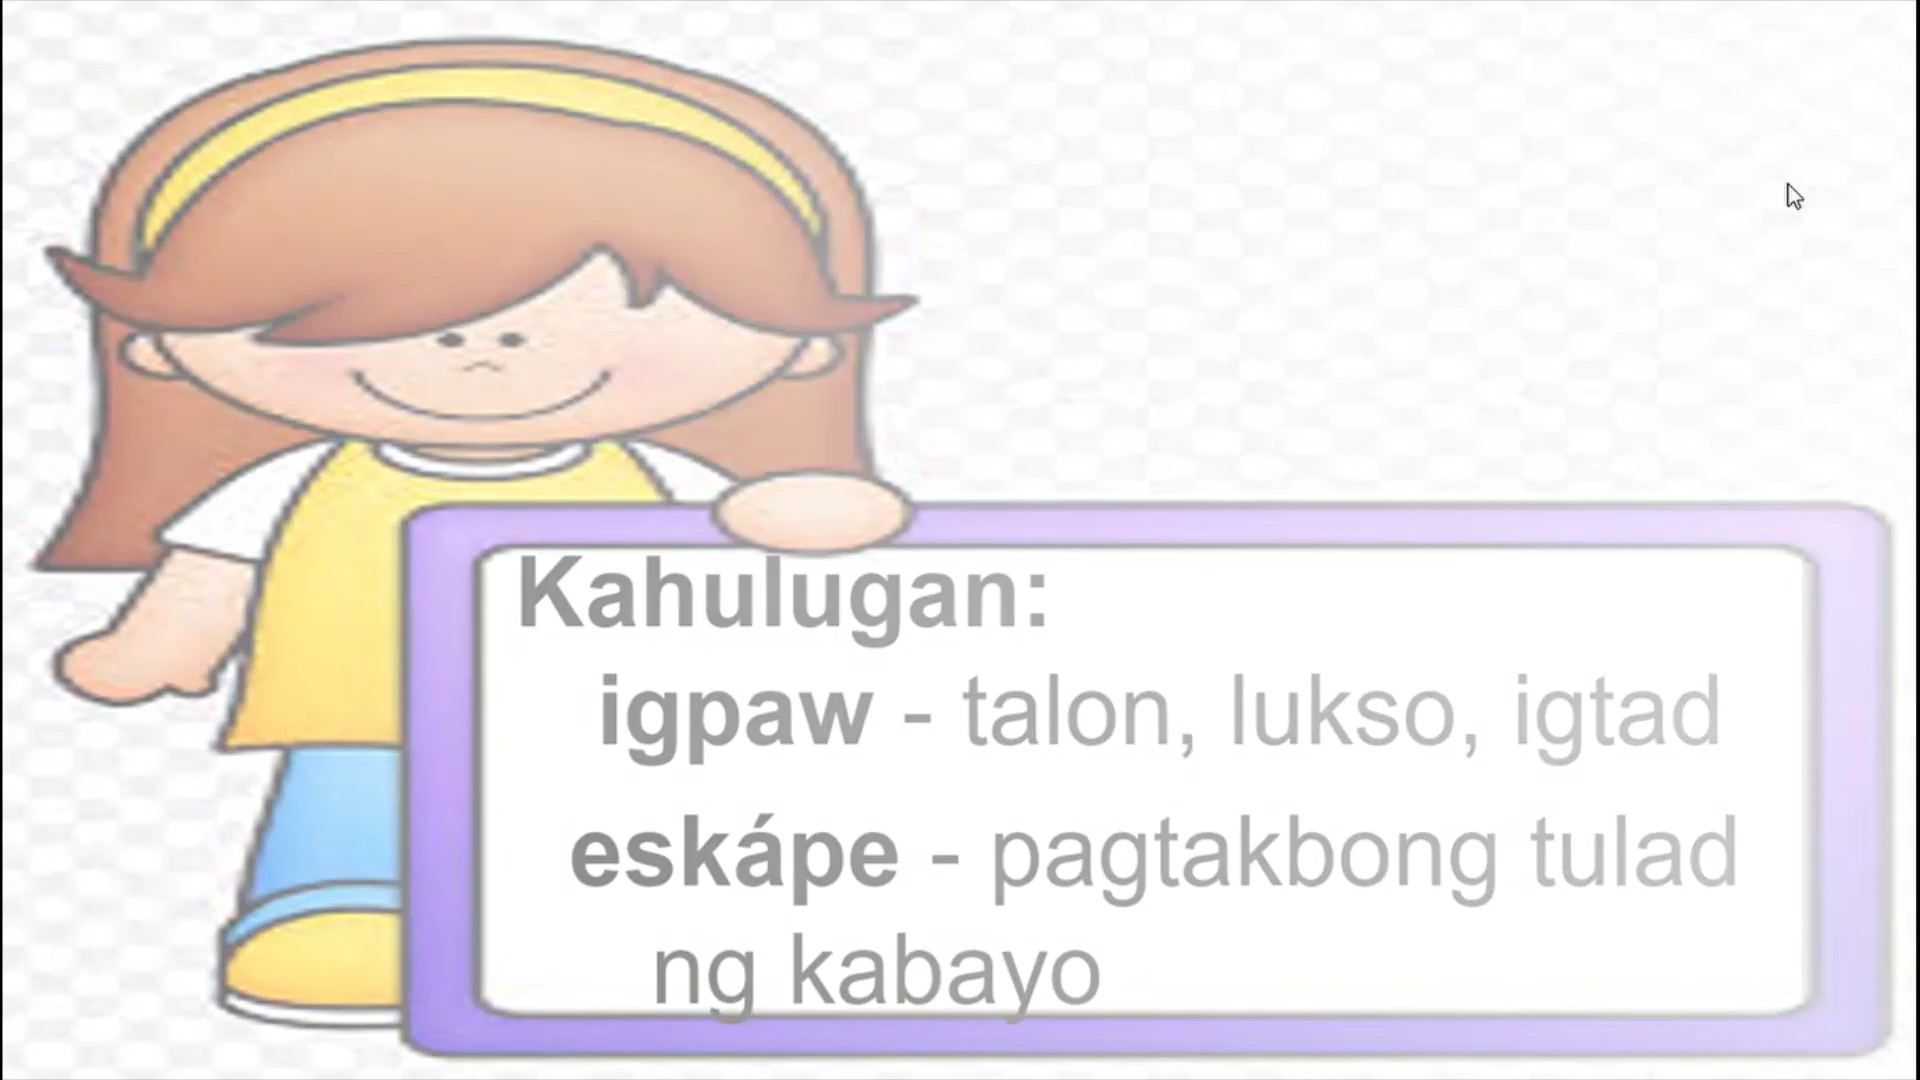 Kahulugan:
igpaw - talon, lukso, igtad
eskápe - pagtakbong tulad
ng kabayo